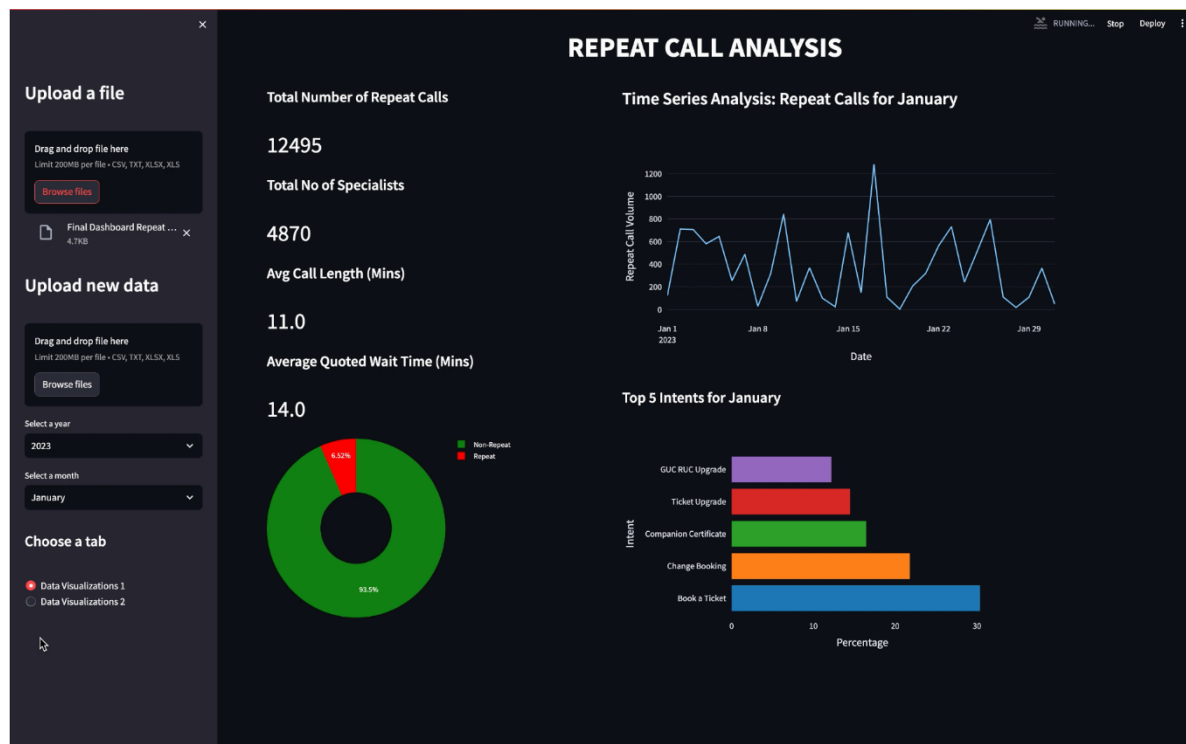 RUNNING...
Stop
Deploy
REPEAT CALL ANALYSIS
Upload a file
Drag and drop file here
Limit 200MB per file • CSV, TXT, XLSX, XLS
Browse files
Final Dashboard Repeat ...
4.7KB
Upload new data
Drag and drop file here
Limit 200MB per file • CSV, TXT, XLSX, XLS
Browse files
Select a year
2023
Select a month
January
Choose a tab
Data Visualizations 1
Data Visualizations 2
Total Number of Repeat Calls
12495
Total No of Specialists
4870
Avg Call Length (Mins)
11.0
Average Quoted Wait Time (Mins)
14.0
Non-Repeat
Repeat
6.52%
93.5%
Time Series Analysis: Repeat Calls for January
Repeat Call Volume
1200
1000
800
600
400
200
0
Jan 1
2023
Jan 8
Jan 15
Jan 22
Jan 29
Date
Top 5 Intents for January
Intent
GUC RUC Upgrade
Ticket Upgrade
Companion Certificate
Change Booking
Book a Ticket
0
10
20
30
Percentage